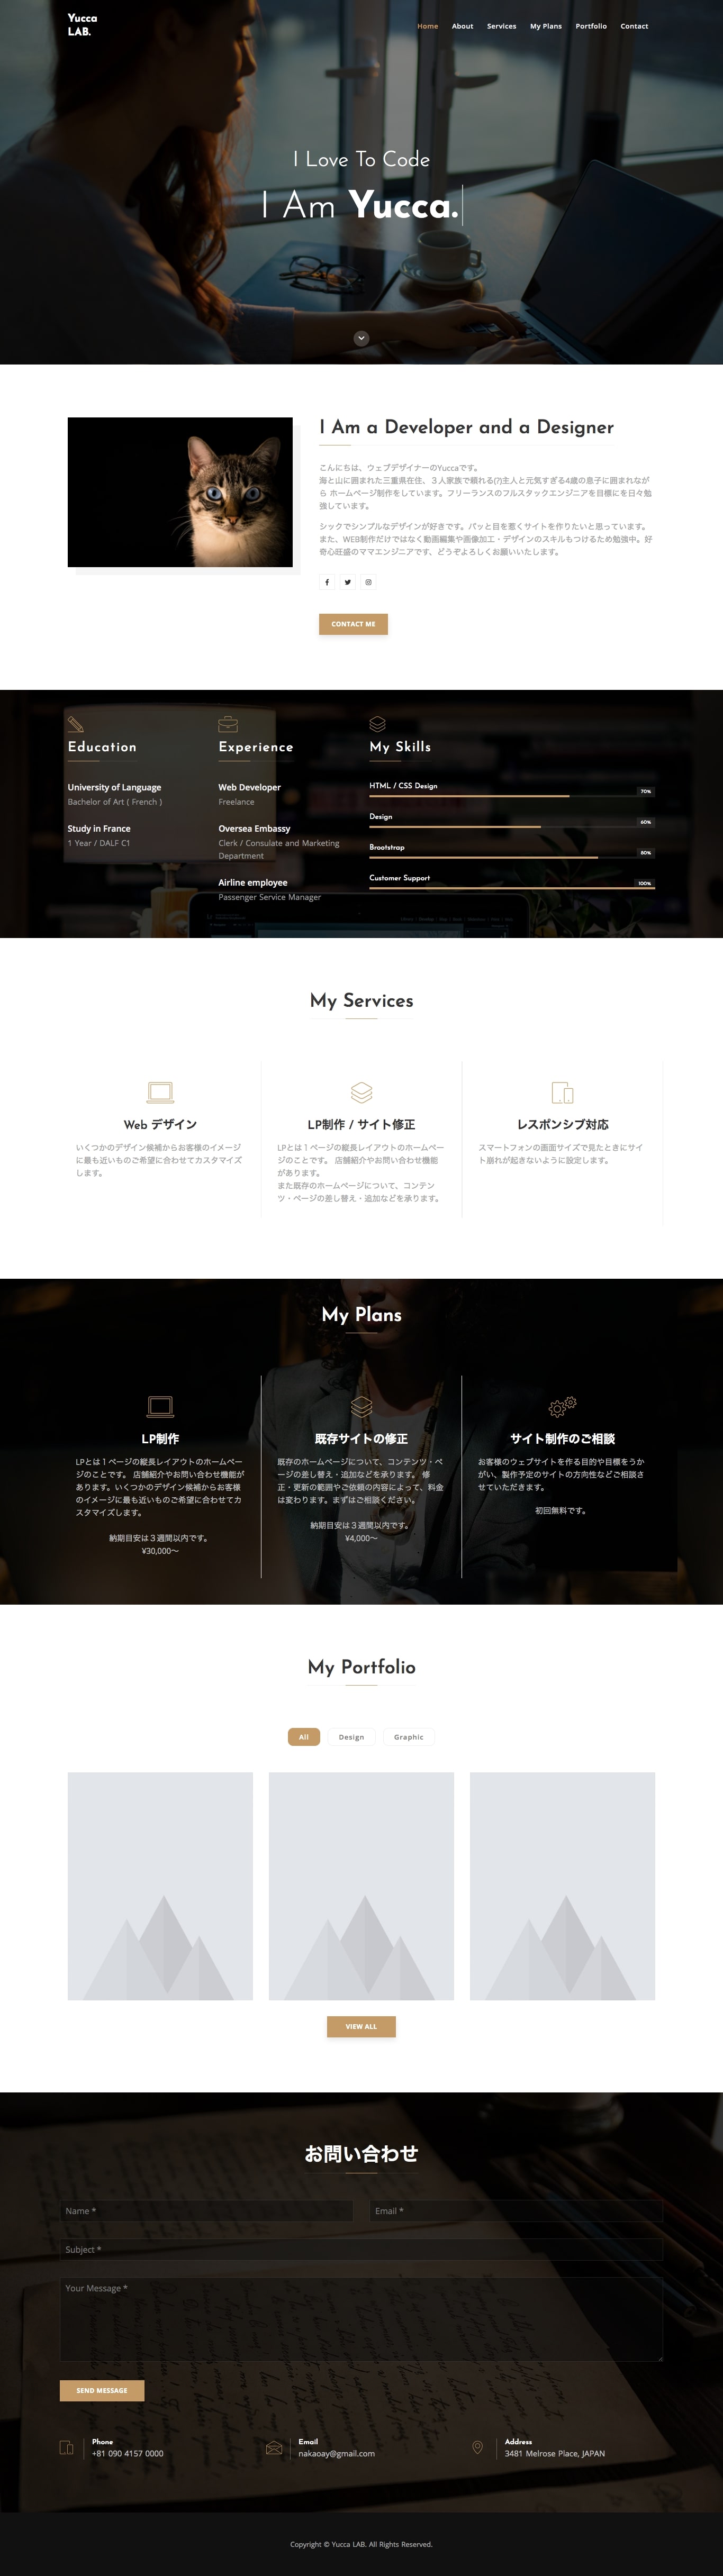 Yucca
LAB.
Home
About
Services
My Plans
Portfolio
Contact
I Love To Code
I Am Yucca.
I Am a Developer and a Designer
こんにちは、ウェブデザイナーのYuccaです。
海と山に囲まれた三重県在住、３人家族で頼れる(?)主人と元気すぎる4歳の息子に囲まれなが
ら ホームページ制作をしています。フリーランスのフルスタックエンジニアを目標にを日々勉
強しています。
シックでシンプルなデザインが好きです。パッと目を惹くサイトを作りたいと思っています。
また、WEB制作だけではなく動画編集や画像加工・デザインのスキルもつけるため勉強中。好
奇心旺盛のママエンジニアです、どうぞよろしくお願いいたします。
CONTACT ME
Education
University of Language
Bachelor of Art ( French )
Study in France
1 Year / DALF C1
Experience
Web Developer
Freelance
Oversea Embassy
Clerk / Consulate and Marketing
Department
Airline employee
Passenger Service Manager
My Skills
HTML / CSS Design
70%
Design
60%
Brootstrap
80%
Customer Support
100%
My Services
Web デザイン
いくつかのデザイン候補からお客様のイメージ
に最も近いものご希望に合わせてカスタマイズ
します。
LP制作 / サイト修正
LPとは１ページの縦長レイアウトのホームペー
ジのことです。 店舗紹介やお問い合わせ機能
があります。
また既存のホームページについて、コンテン
ツ・ページの差し替え・追加などを承ります。
レスポンシブ対応
スマートフォンの画面サイズで見たときにサイ
ト崩れが起きないように設定します。
My Plans
LP制作
LPとは１ページの縦長レイアウトのホームペー
ジのことです。 店舗紹介やお問い合わせ機能が
あります。いくつかのデザイン候補からお客様
のイメージに最も近いものご希望に合わせてカ
スタマイズします。
納期目安は３週間以内です。
¥30,000〜
既存サイトの修正
既存のホームページについて、コンテンツ・ペ
ージの差し替え・追加などを承ります。 修
正・更新の範囲やご依頼の内容によって、料金
は変わります。まずはご相談ください。
納期目安は３週間以内です。
¥4,000〜
サイト制作のご相談
お客様のウェブサイトを作る目的や目標をうか
がい、製作予定のサイトの方向性などご相談さ
せていただきます。
初回無料です。
My Portfolio
All
Design
Graphic
VIEW ALL
お問い合わせ
Name *
Email *
Subject *
Your Message *
SEND MESSAGE
Phone
+81 090 4157 0000
Email
nakaoay@gmail.com
Address
3481 Melrose Place, JAPAN
Copyright © Yucca LAB. All Rights Reserved.